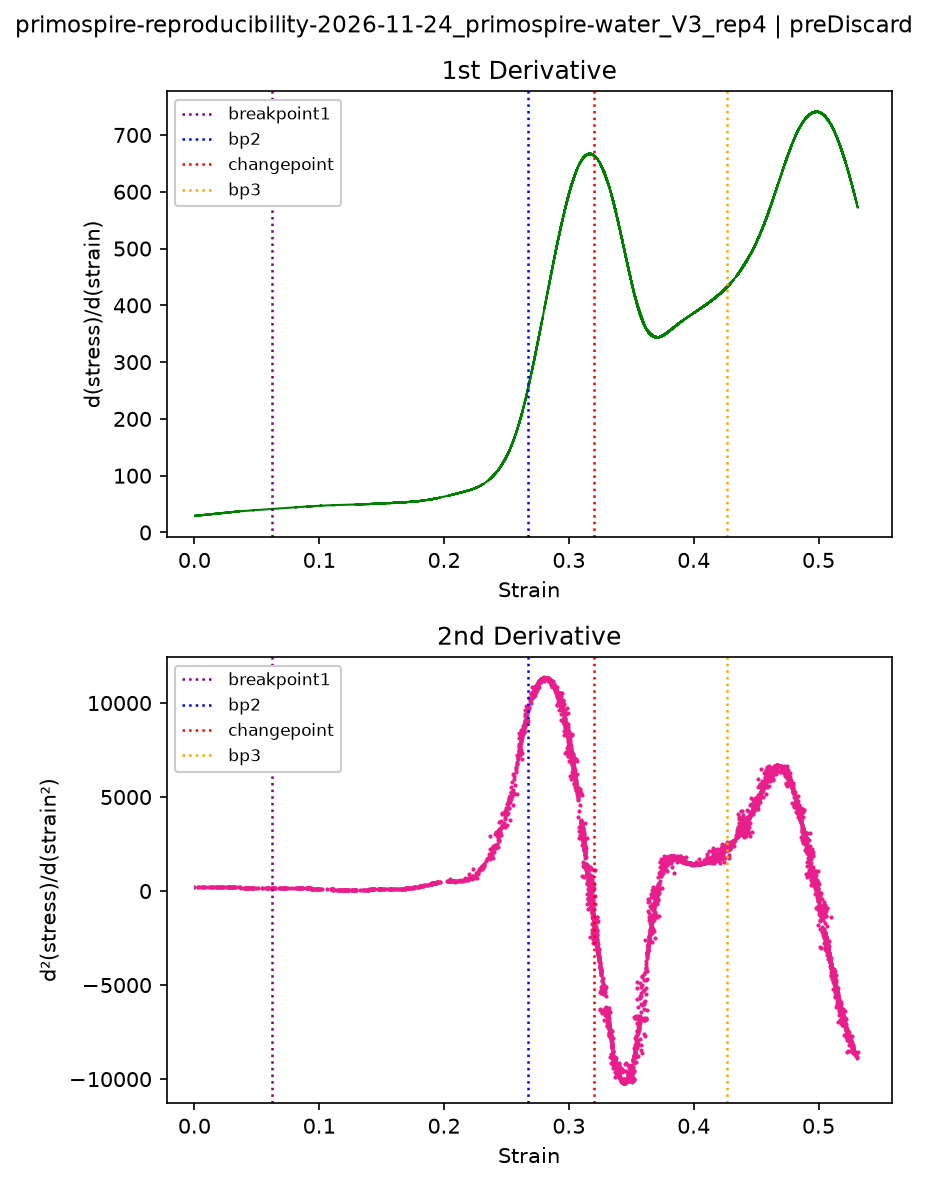 primospire-reproducibility-2026-11-24_primospire-water_V3_rep4 | preDiscard
1st Derivative
breakpoint1
bp2
changepoint
bp3
d(stress)/d(strain)
700
600
500
400
300
200
100
0
0.0 0.1 0.2 0.3 0.4 0.5
Strain
2nd Derivative
breakpoint1
bp2
changepoint
bp3
d²(stress)/d(strain²)
10000
5000
0
−5000
−10000
0.0 0.1 0.2 0.3 0.4 0.5
Strain